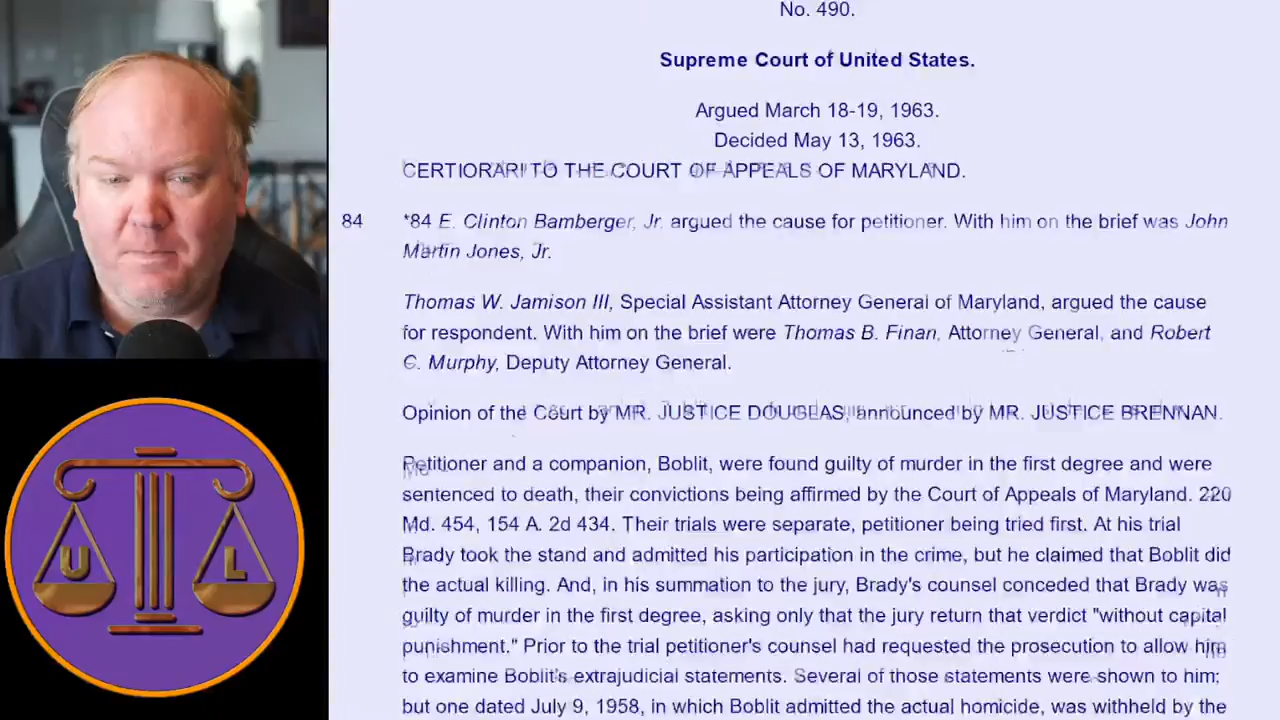 No. 490.
Supreme Court of United States.
Argued March 18-19, 1963.
Decided May 13, 1963.
CERTIORARI TO THE COURT OF APPEALS OF MARYLAND.
84 *84 E. Clinton Bamberger, Jr. argued the cause for petitioner. With him on the brief was John
Martin Jones, Jr.
Thomas W. Jamison III, Special Assistant Attorney General of Maryland, argued the cause
for respondent. With him on the brief were Thomas B. Finan, Attorney General, and Robert
C. Murphy, Deputy Attorney General.
Opinion of the Court by MR. JUSTICE DOUGLAS, announced by MR. JUSTICE BRENNAN.
Petitioner and a companion, Boblit, were found guilty of murder in the first degree and were
sentenced to death, their convictions being affirmed by the Court of Appeals of Maryland. 220
Md. 454, 154 A. 2d 434. Their trials were separate, petitioner being tried first. At his trial
Brady took the stand and admitted his participation in the crime, but he claimed that Boblit did
the actual killing. And, in his summation to the jury, Brady's counsel conceded that Brady was
guilty of murder in the first degree, asking only that the jury return that verdict "without capital
punishment." Prior to the trial petitioner's counsel had requested the prosecution to allow him
to examine Boblit's extrajudicial statements. Several of those statements were shown to him;
but one dated July 9, 1958, in which Boblit admitted the actual homicide, was withheld by the
U L